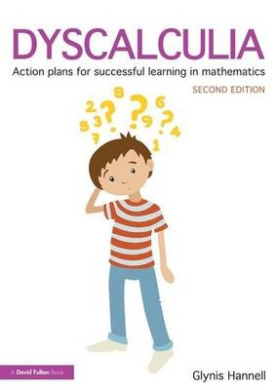 DYSCALCULIA
Action plans for successful learning in mathematics
SECOND EDITION
8
2 ? 6
3 ? 9 ? 5
? 7
4
1
A David Fulton Book
Glynis Hannell